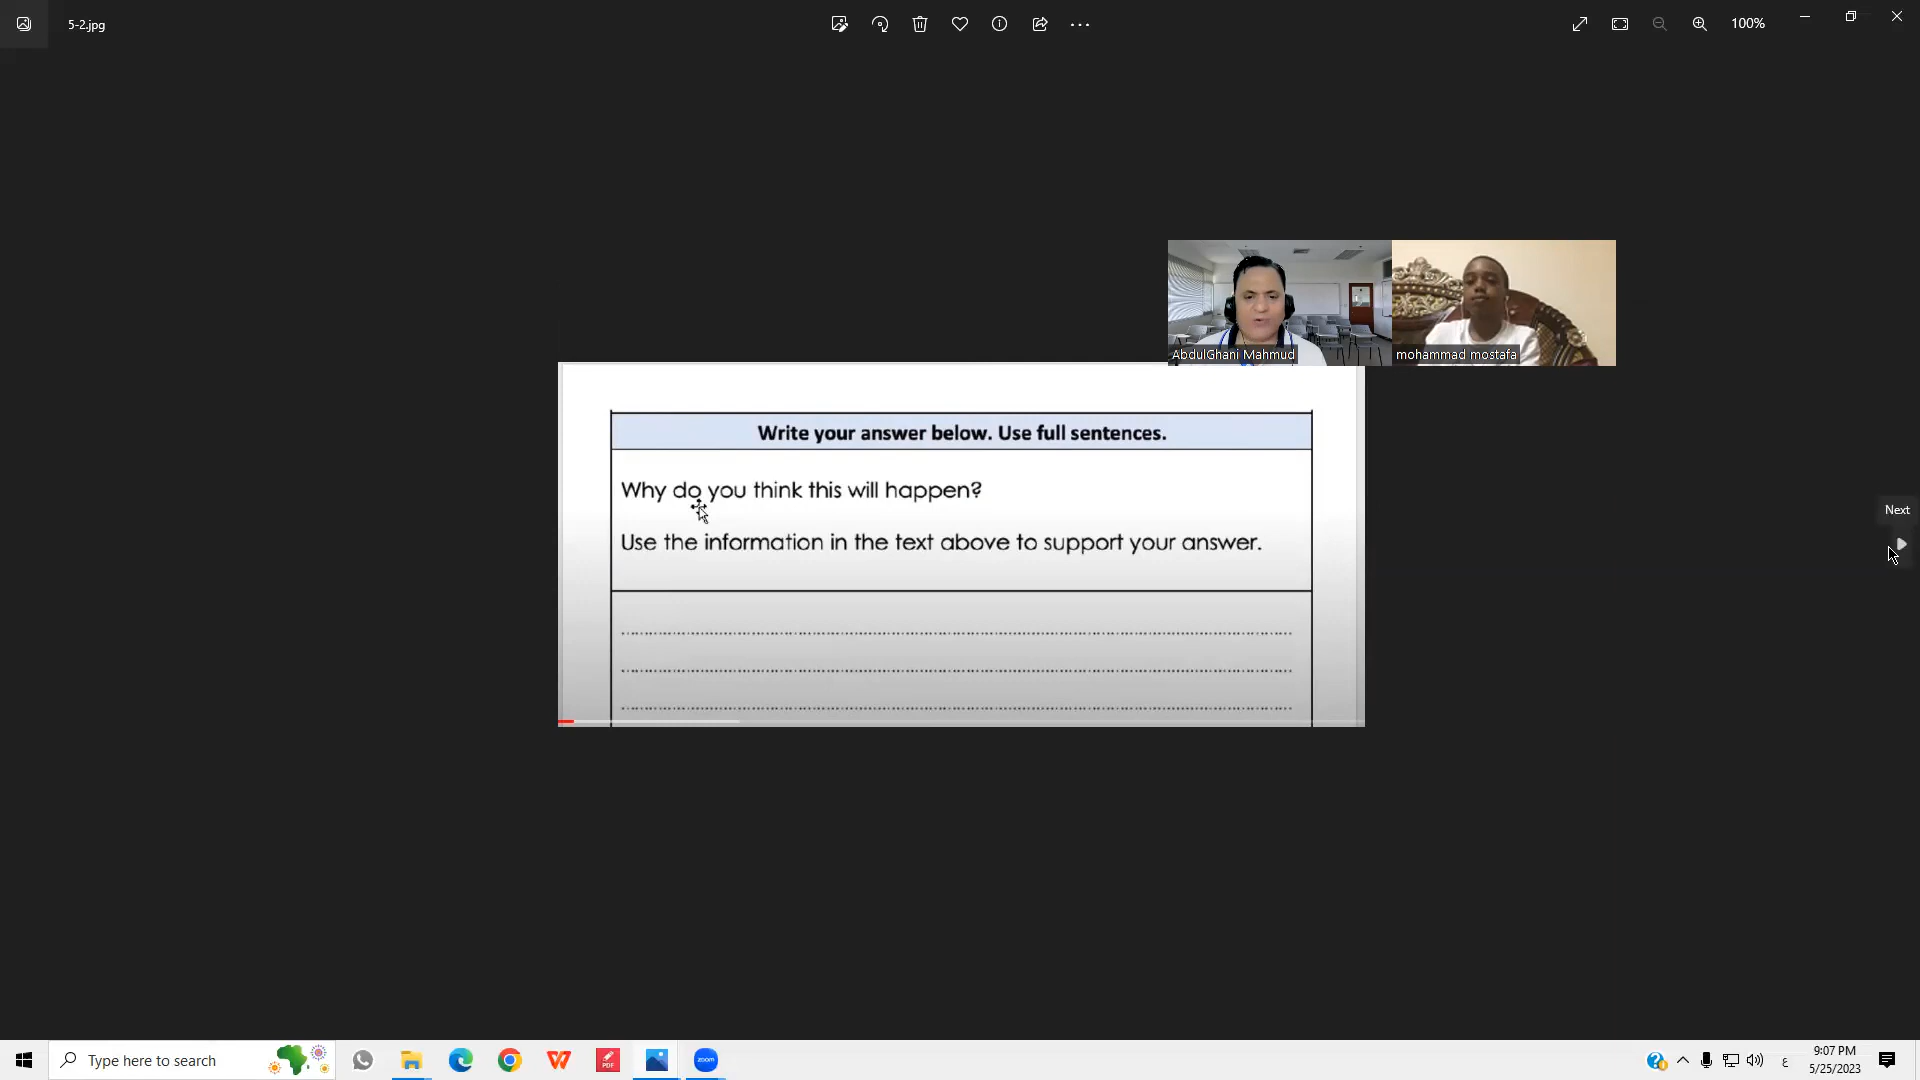 5-2.jpg
100%
AbdulGhani Mahmud
mohammad mostafa
Write your answer below. Use full sentences.
Why do you think this will happen?
Use the information in the text above to support your answer.
Next
Type here to search
PDF
zoom
ع
9:07 PM
5/25/2023